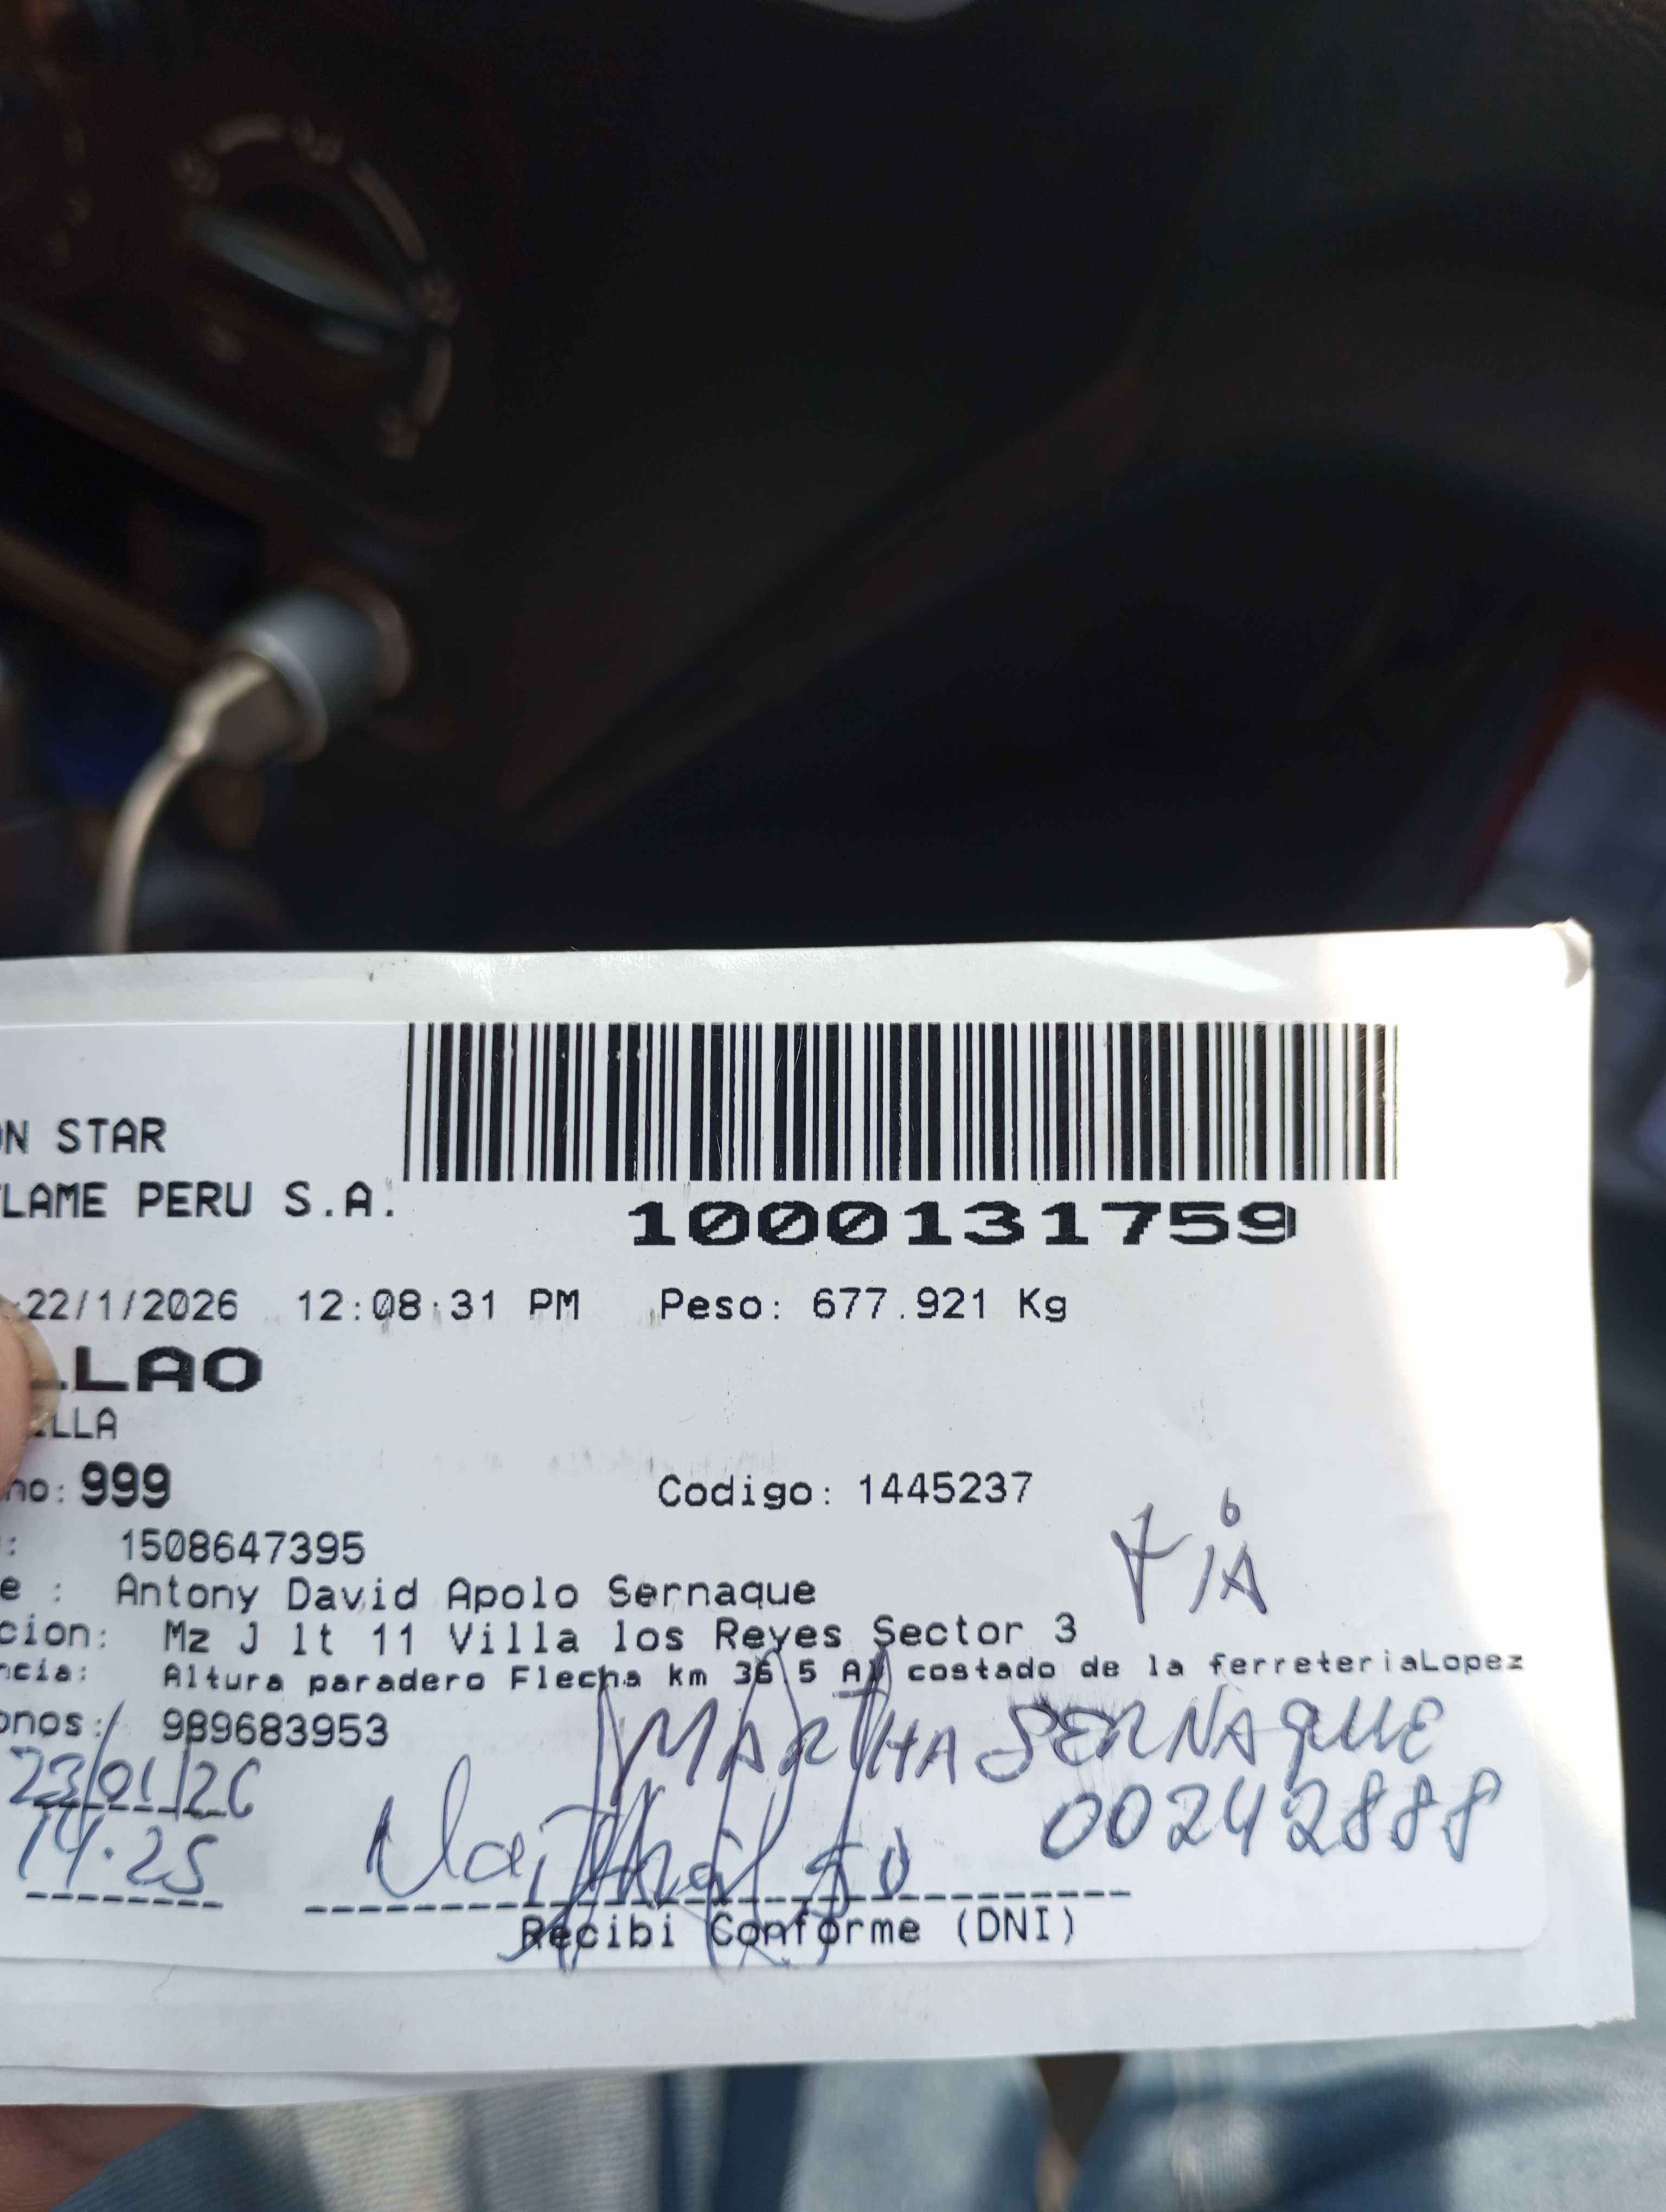 ON STAR
FLAME PERU S.A.
1000131759
22/1/2026 12:08:31 PM Peso: 677.921 Kg
LLAO
ILLA
no: 999 Codigo: 1445237
: 1508647395
TIA
e : Antony David Apolo Sernaque
cion: Mz J lt 11 Villa los Reyes Sector 3
ncia: Altura paradero Flecha km 36 5 Al costado de la ferreteriaLopez
onos: 989683953
MARTHA SERNAQUE
23/01/26
00242888
14.25
Recibi Conforme (DNI)